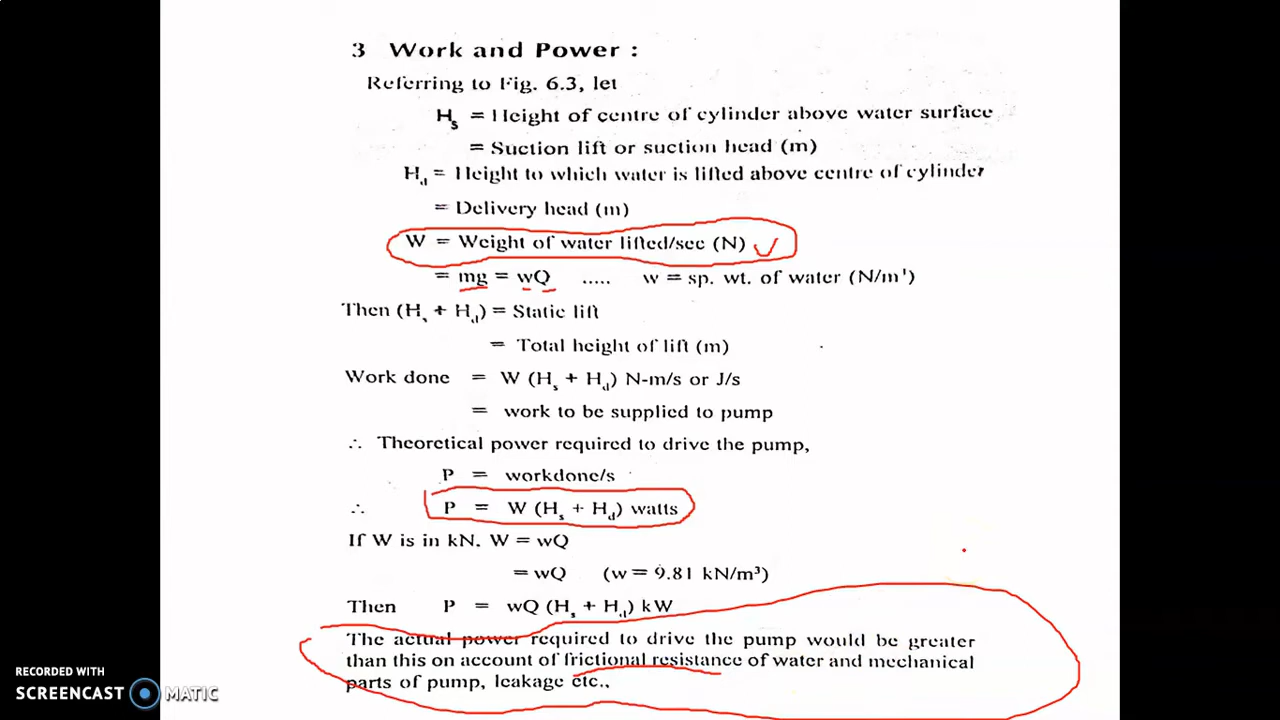 3 Work and Power :
Referring to Fig. 6.3, let
Hs = Height of centre of cylinder above water surface
= Suction lift or suction head (m)
Hd = Height to which water is lifted above centre of cylinder
= Delivery head (m)
W = Weight of water lifted/sec (N)
= mg = wQ ..... w = sp. wt. of water (N/m³)
Then (Hs + Hd) = Static lift
= Total height of lift (m)
Work done = W (Hs + Hd) N-m/s or J/s
= work to be supplied to pump
∴ Theoretical power required to drive the pump,
P = workdone/s
∴ P = W (Hs + Hd) watts
If W is in kN, W = wQ
= wQ (w = 9.81 kN/m³)
Then P = wQ (Hs + Hd) kW
The actual power required to drive the pump would be greater
than this on account of frictional resistance of water and mechanical
parts of pump, leakage etc.,
RECORDED WITH
SCREENCAST MATIC